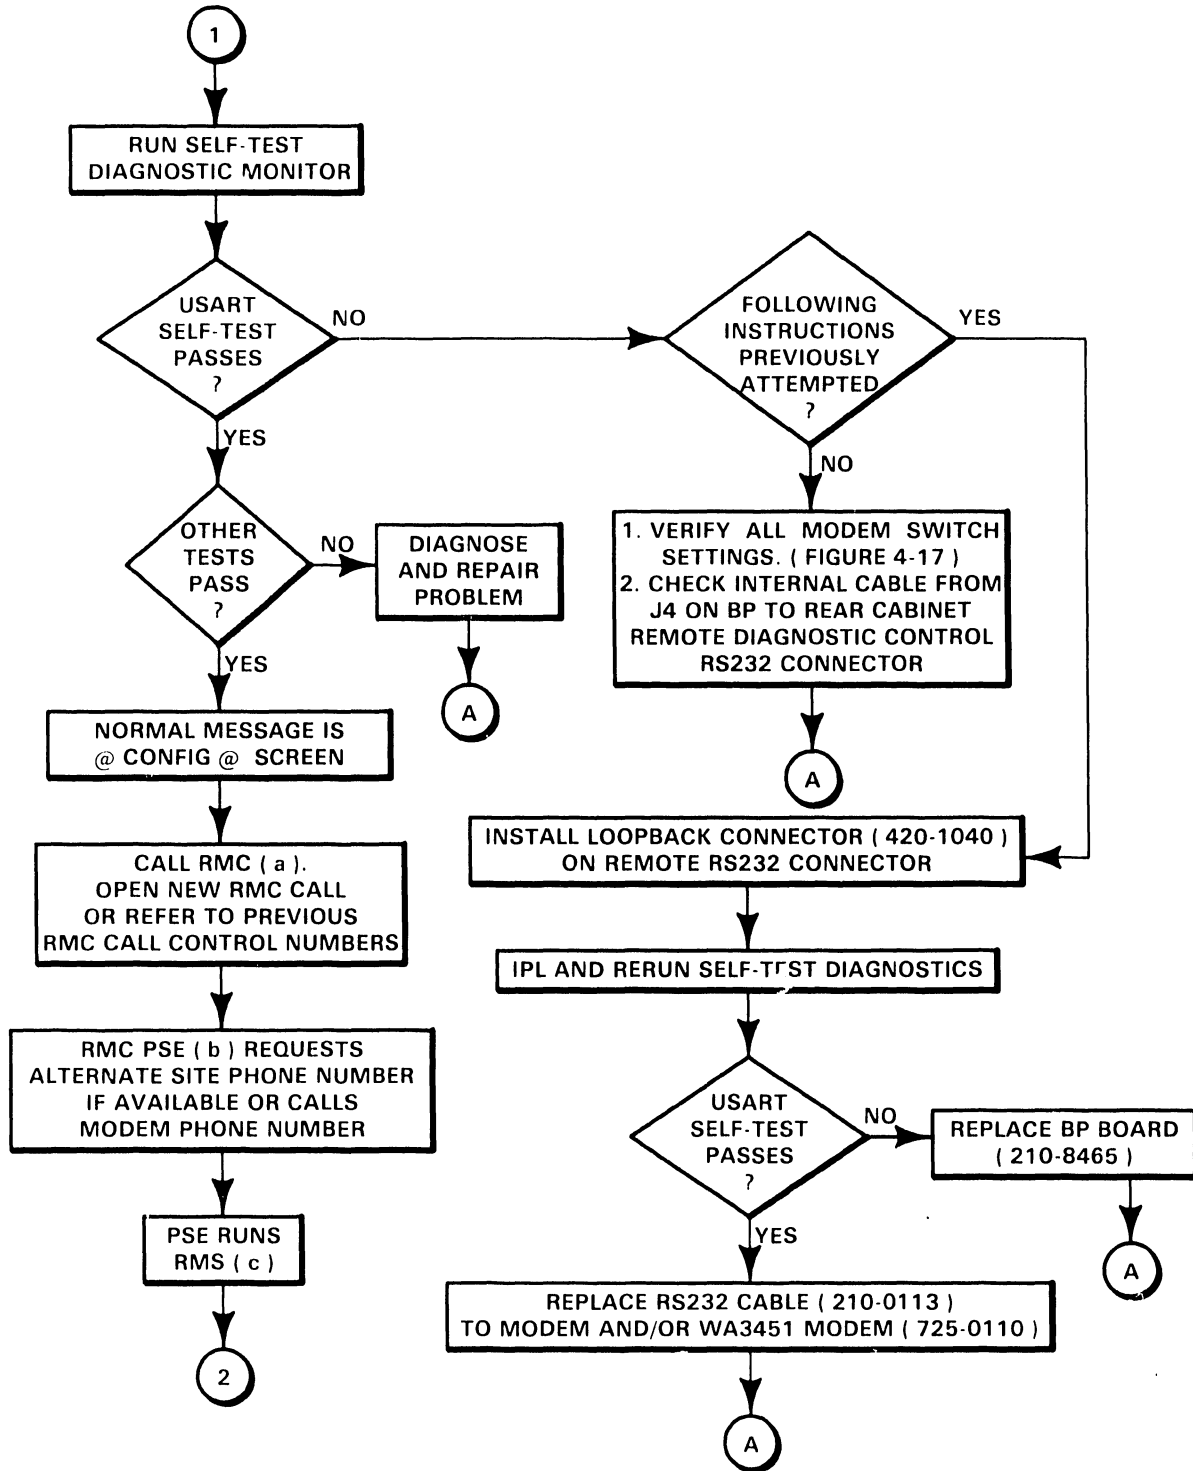 1
RUN SELF-TEST
DIAGNOSTIC MONITOR
USART
SELF-TEST
PASSES
?
NO
YES
FOLLOWING
INSTRUCTIONS
PREVIOUSLY
ATTEMPTED
?
YES
NO
OTHER
TESTS
PASS
?
NO
YES
DIAGNOSE
AND REPAIR
PROBLEM
A
1. VERIFY ALL MODEM SWITCH
SETTINGS. ( FIGURE 4-17 )
2. CHECK INTERNAL CABLE FROM
J4 ON BP TO REAR CABINET
REMOTE DIAGNOSTIC CONTROL
RS232 CONNECTOR
A
NORMAL MESSAGE IS
@ CONFIG @ SCREEN
CALL RMC ( a ).
OPEN NEW RMC CALL
OR REFER TO PREVIOUS
RMC CALL CONTROL NUMBERS
RMC PSE ( b ) REQUESTS
ALTERNATE SITE PHONE NUMBER
IF AVAILABLE OR CALLS
MODEM PHONE NUMBER
PSE RUNS
RMS ( c )
2
INSTALL LOOPBACK CONNECTOR ( 420-1040 )
ON REMOTE RS232 CONNECTOR
IPL AND RERUN SELF-TEST DIAGNOSTICS
USART
SELF-TEST
PASSES
?
NO
YES
REPLACE BP BOARD
( 210-8465 )
A
REPLACE RS232 CABLE ( 210-0113 )
TO MODEM AND/OR WA3451 MODEM ( 725-0110 )
A